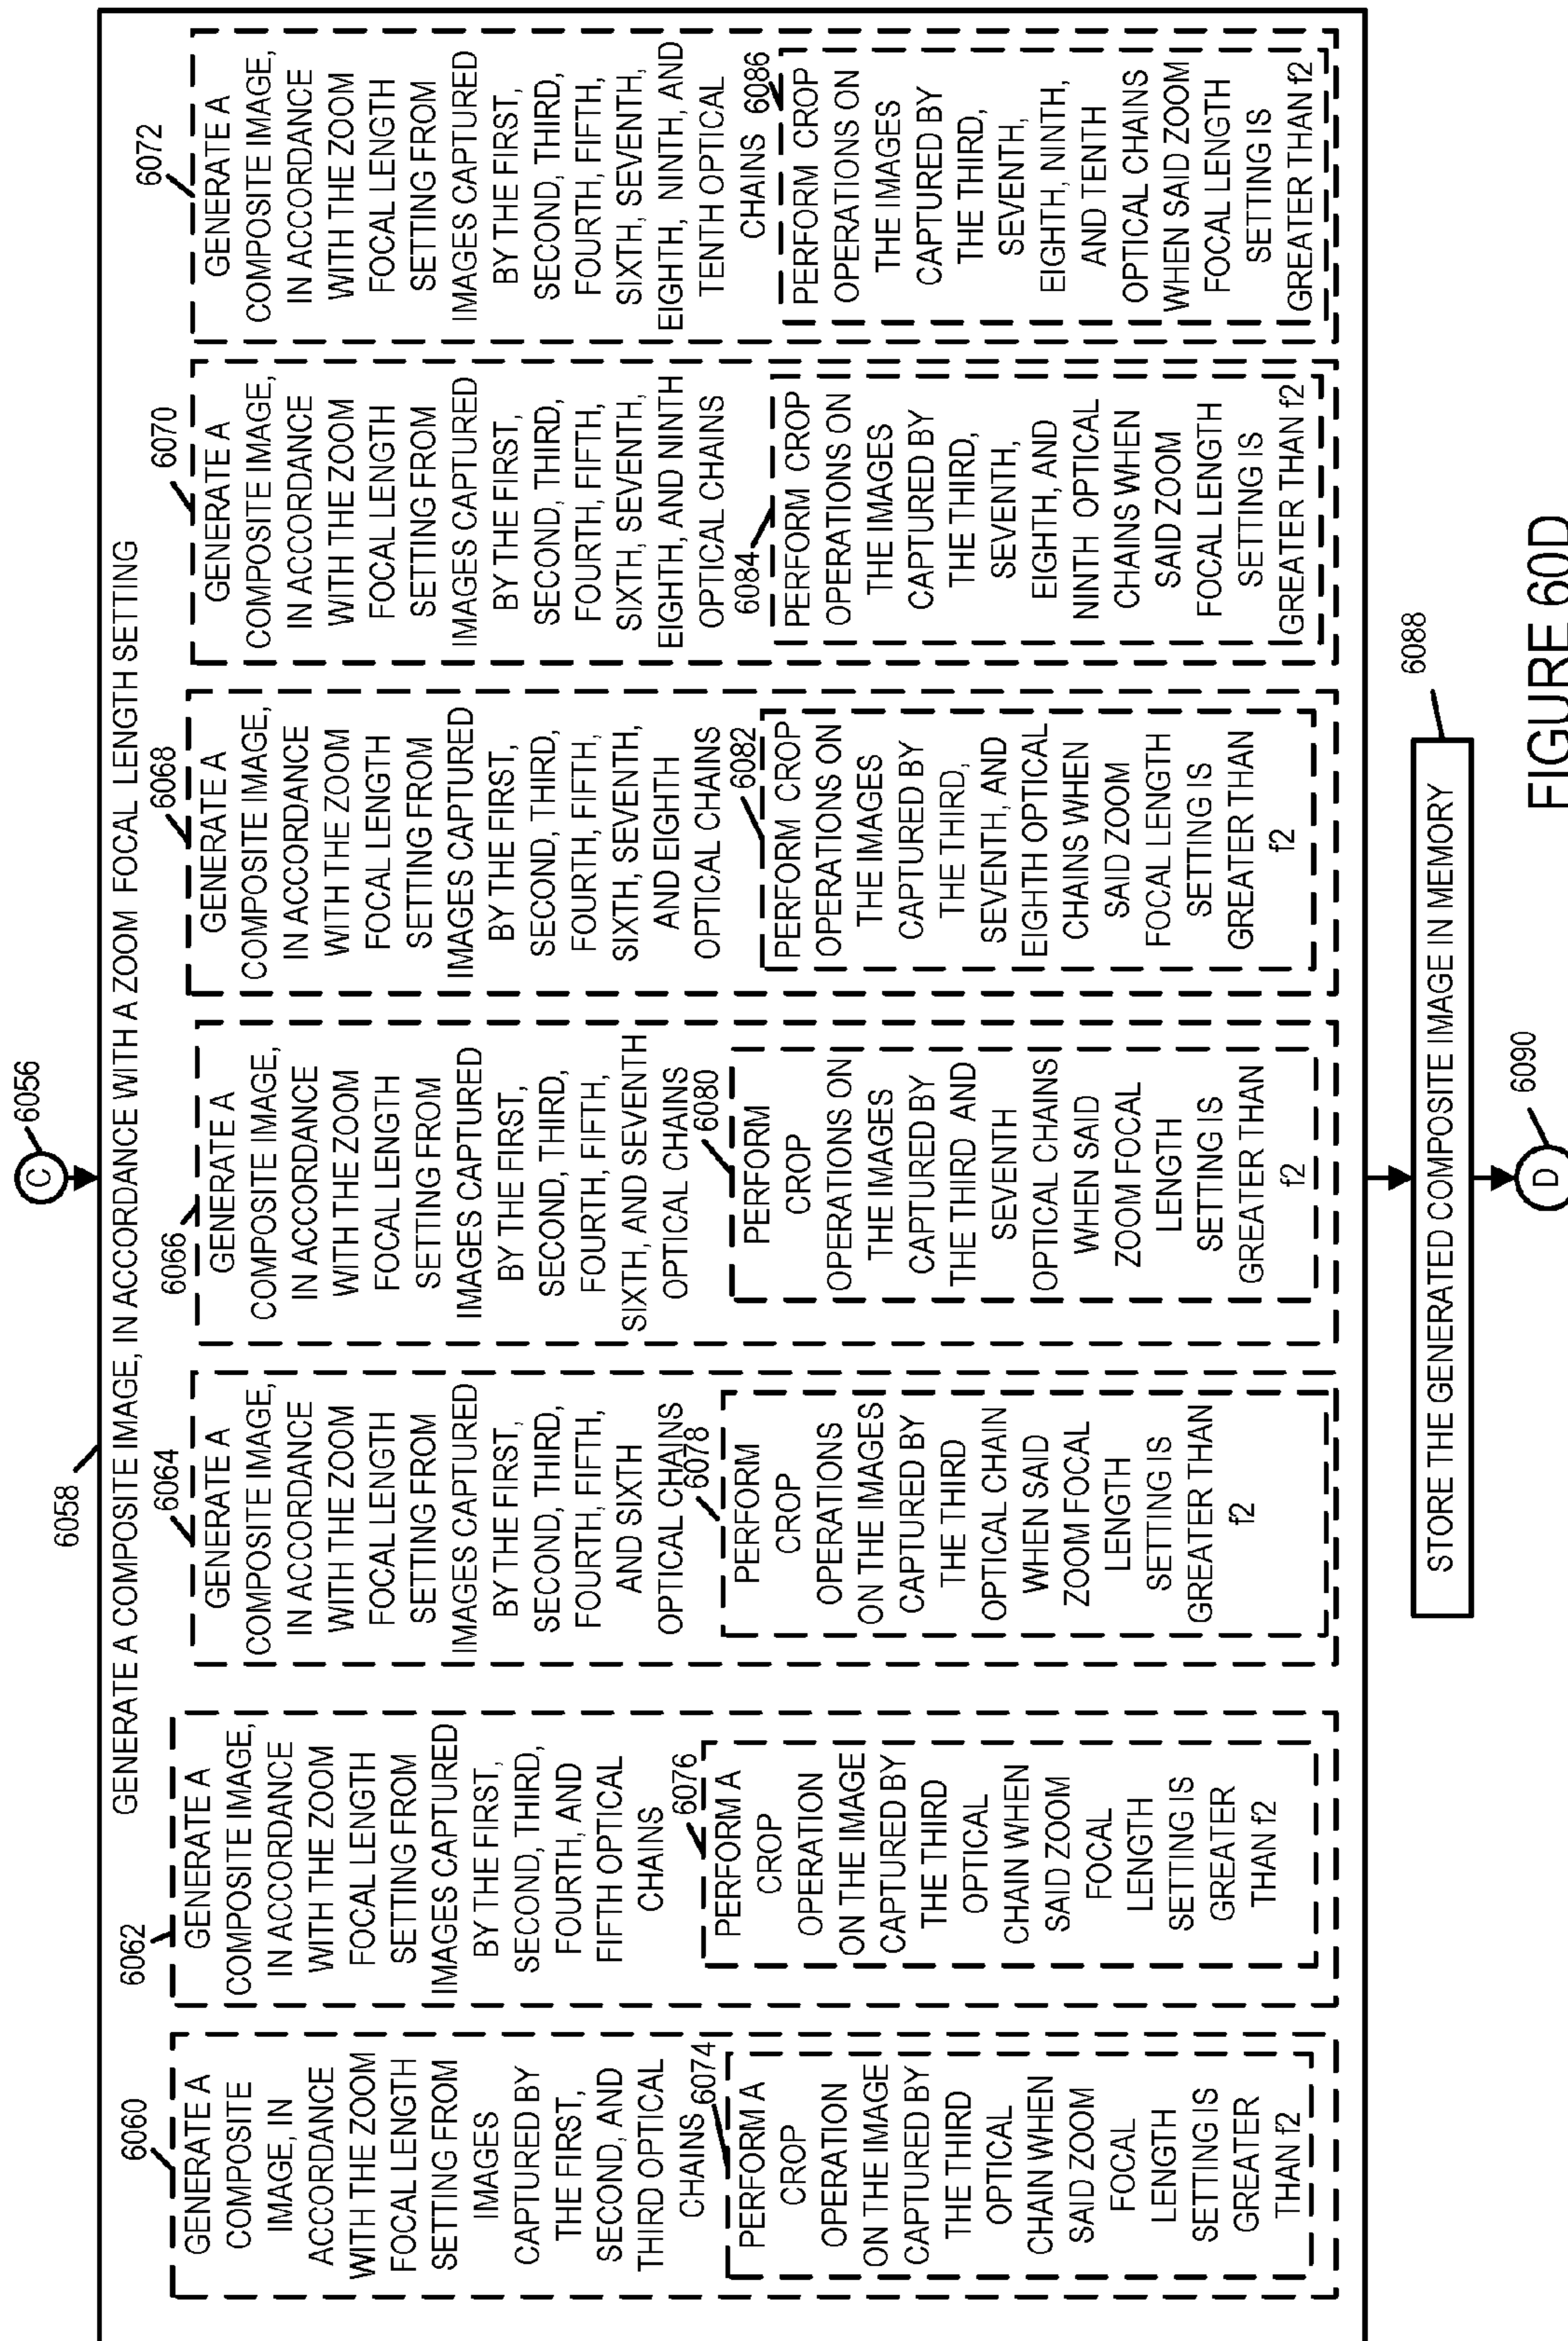 C
6056
6058
GENERATE A COMPOSITE IMAGE, IN ACCORDANCE WITH A ZOOM FOCAL LENGTH SETTING
6060
GENERATE A
COMPOSITE
IMAGE, IN
ACCORDANCE
WITH THE ZOOM
FOCAL LENGTH
SETTING FROM
IMAGES
CAPTURED BY
THE FIRST,
SECOND, AND
THIRD OPTICAL
CHAINS
6074
PERFORM A
CROP
OPERATION
ON THE IMAGE
CAPTURED BY
THE THIRD
OPTICAL
CHAIN WHEN
SAID ZOOM
FOCAL
LENGTH
SETTING IS
GREATER
THAN f2
6062
GENERATE A
COMPOSITE IMAGE,
IN ACCORDANCE
WITH THE ZOOM
FOCAL LENGTH
SETTING FROM
IMAGES CAPTURED
BY THE FIRST,
SECOND, THIRD,
FOURTH, AND
FIFTH OPTICAL
CHAINS
6076
PERFORM A
CROP
OPERATION
ON THE IMAGE
CAPTURED BY
THE THIRD
OPTICAL
CHAIN WHEN
SAID ZOOM
FOCAL
LENGTH
SETTING IS
GREATER
THAN f2
6064
GENERATE A
COMPOSITE IMAGE,
IN ACCORDANCE
WITH THE ZOOM
FOCAL LENGTH
SETTING FROM
IMAGES CAPTURED
BY THE FIRST,
SECOND, THIRD,
FOURTH, FIFTH,
AND SIXTH
OPTICAL CHAINS
6078
PERFORM
CROP
OPERATIONS
ON THE IMAGES
CAPTURED BY
THE THIRD
OPTICAL CHAIN
WHEN SAID
ZOOM FOCAL
LENGTH
SETTING IS
GREATER THAN
f2
6066
GENERATE A
COMPOSITE IMAGE,
IN ACCORDANCE
WITH THE ZOOM
FOCAL LENGTH
SETTING FROM
IMAGES CAPTURED
BY THE FIRST,
SECOND, THIRD,
FOURTH, FIFTH,
SIXTH, AND SEVENTH
OPTICAL CHAINS
6080
PERFORM
CROP
OPERATIONS ON
THE IMAGES
CAPTURED BY
THE THIRD AND
SEVENTH
OPTICAL CHAINS
WHEN SAID
ZOOM FOCAL
LENGTH
SETTING IS
GREATER THAN
f2
6068
GENERATE A
COMPOSITE IMAGE,
IN ACCORDANCE
WITH THE ZOOM
FOCAL LENGTH
SETTING FROM
IMAGES CAPTURED
BY THE FIRST,
SECOND, THIRD,
FOURTH, FIFTH,
SIXTH, SEVENTH,
AND EIGHTH
OPTICAL CHAINS
6082
PERFORM CROP
OPERATIONS ON
THE IMAGES
CAPTURED BY
THE THIRD,
SEVENTH, AND
EIGHTH OPTICAL
CHAINS WHEN
SAID ZOOM
FOCAL LENGTH
SETTING IS
GREATER THAN
f2
6070
GENERATE A
COMPOSITE IMAGE,
IN ACCORDANCE
WITH THE ZOOM
FOCAL LENGTH
SETTING FROM
IMAGES CAPTURED
BY THE FIRST,
SECOND, THIRD,
FOURTH, FIFTH,
SIXTH, SEVENTH,
EIGHTH, AND NINTH
OPTICAL CHAINS
6084
PERFORM CROP
OPERATIONS ON
THE IMAGES
CAPTURED BY
THE THIRD,
SEVENTH,
EIGHTH, AND
NINTH OPTICAL
CHAINS WHEN
SAID ZOOM
FOCAL LENGTH
SETTING IS
GREATER THAN f2
6072
GENERATE A
COMPOSITE IMAGE,
IN ACCORDANCE
WITH THE ZOOM
FOCAL LENGTH
SETTING FROM
IMAGES CAPTURED
BY THE FIRST,
SECOND, THIRD,
FOURTH, FIFTH,
SIXTH, SEVENTH,
EIGHTH, NINTH, AND
TENTH OPTICAL
CHAINS
6086
PERFORM CROP
OPERATIONS ON
THE IMAGES
CAPTURED BY
THE THIRD,
SEVENTH,
EIGHTH, NINTH,
AND TENTH
OPTICAL CHAINS
WHEN SAID ZOOM
FOCAL LENGTH
SETTING IS
GREATER THAN f2
6088
STORE THE GENERATED COMPOSITE IMAGE IN MEMORY
6090
D
FIGURE 60D